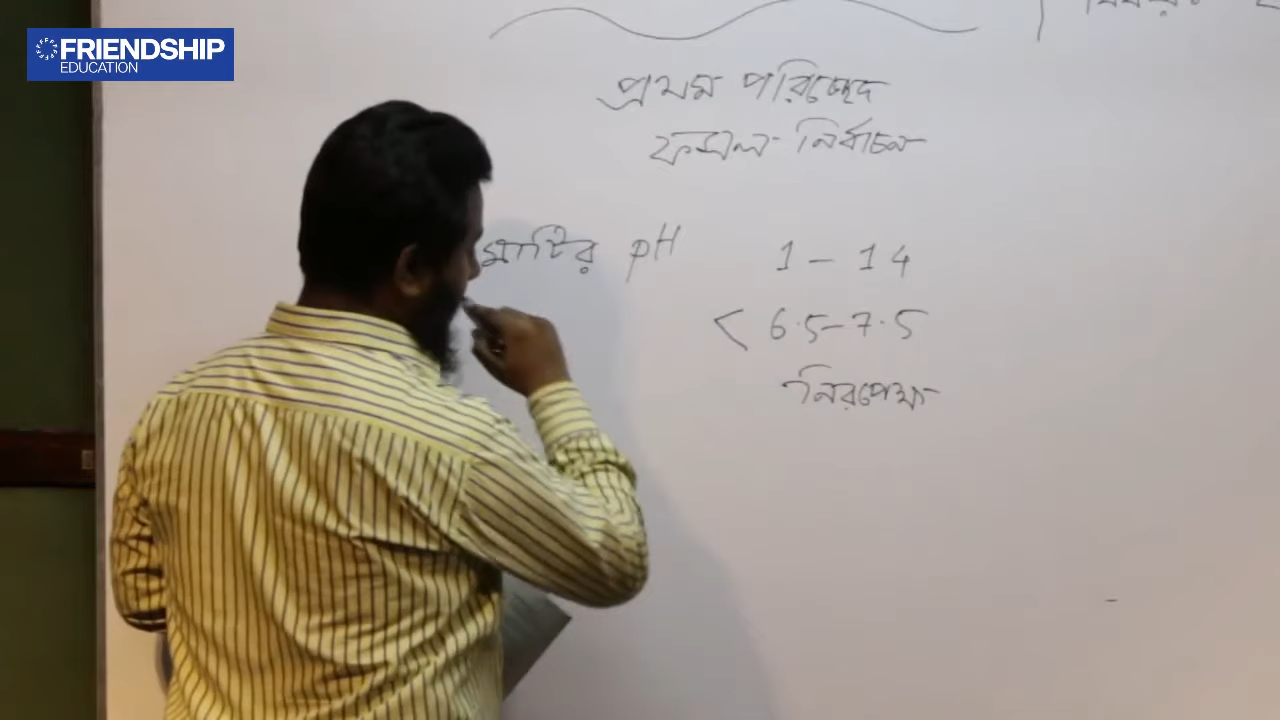 FRIENDSHIP
EDUCATION
প্রথম পরিচ্ছেদ
ফসল নির্বাচন
মাটির pH 1 - 14
< 6.5-7.5
নিরপেক্ষ